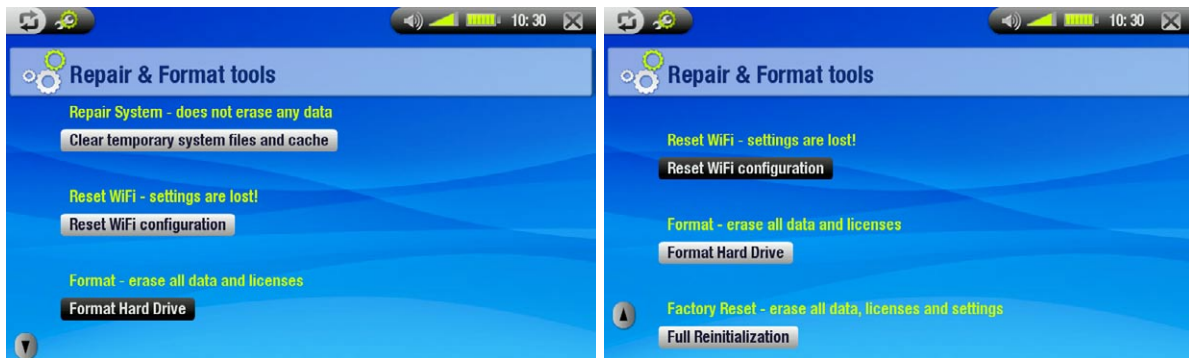 10:30
Repair & Format tools
Repair System - does not erase any data
Clear temporary system files and cache
Reset WiFi - settings are lost!
Reset WiFi configuration
Format - erase all data and licenses
Format Hard Drive
10:30
Repair & Format tools
Reset WiFi - settings are lost!
Reset WiFi configuration
Format - erase all data and licenses
Format Hard Drive
Factory Reset - erase all data, licenses and settings
Full Reinitialization